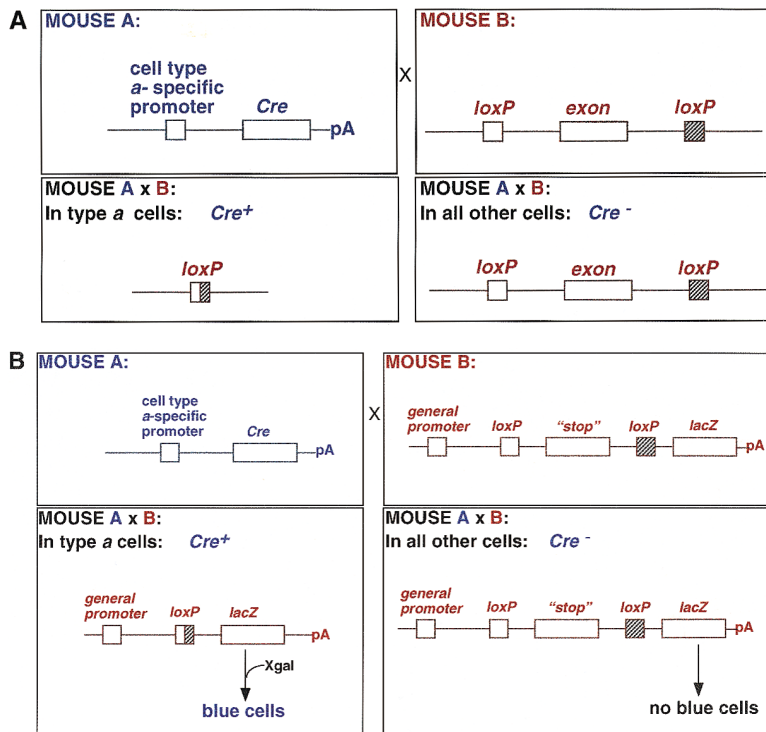 A
MOUSE A:
cell type
a- specific
promoter
Cre
pA
X
MOUSE B:
loxP
exon
loxP
MOUSE A x B:
In type a cells: Cre+
loxP
MOUSE A x B:
In all other cells: Cre -
loxP
exon
loxP
B
MOUSE A:
cell type
a-specific
promoter
Cre
pA
X
MOUSE B:
general
promoter
loxP
"stop"
loxP
lacZ
pA
MOUSE A x B:
In type a cells: Cre+
general
promoter
loxP
lacZ
pA
Xgal
blue cells
MOUSE A x B:
In all other cells: Cre -
general
promoter
loxP
"stop"
loxP
lacZ
pA
no blue cells